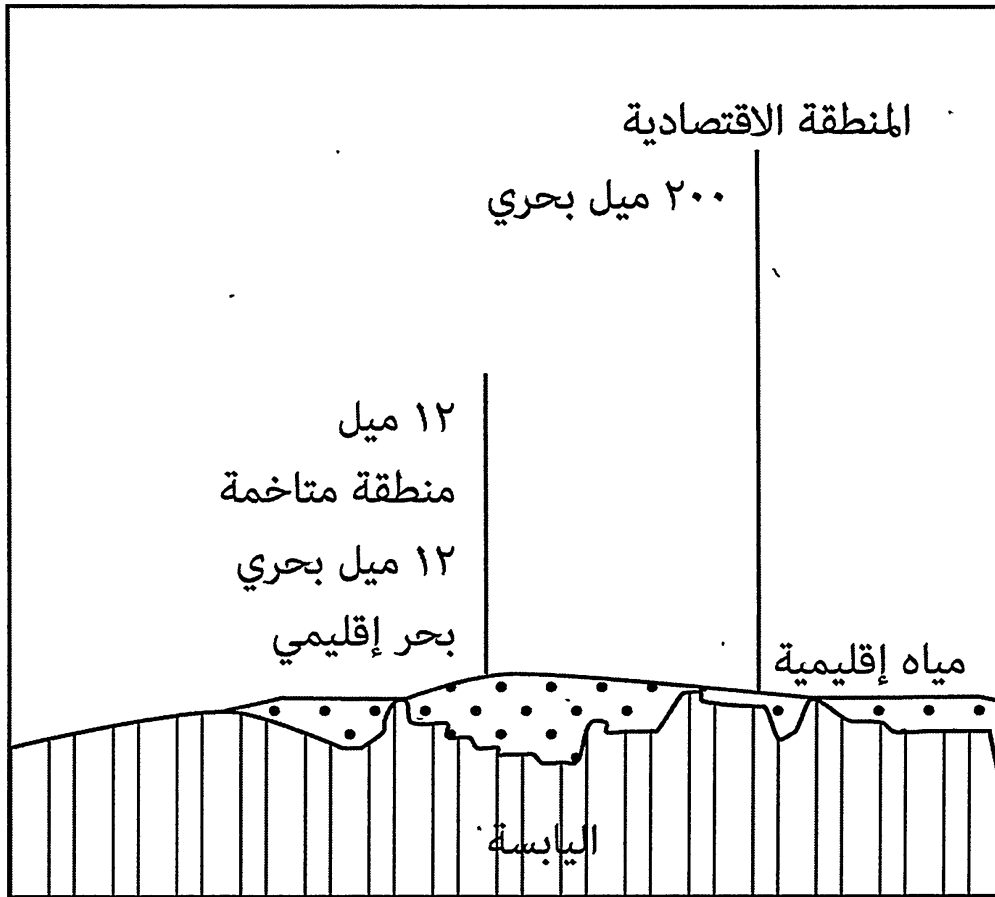 المنطقة الاقتصادية
٢٠٠ ميل بحري
١٢ ميل
منطقة متاخمة
١٢ ميل بحري
بحر إقليمي
مياه إقليمية
اليابسة